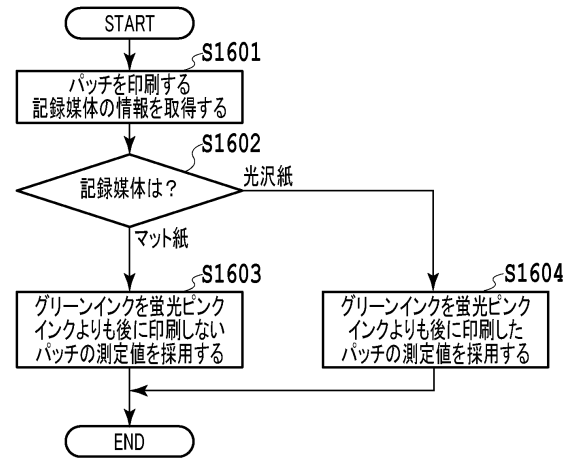 START
S1601
パッチを印刷する
記録媒体の情報を取得する
S1602
記録媒体は？
光沢紙
マット紙
S1603
グリーンインクを蛍光ピンク
インクよりも後に印刷しない
パッチの測定値を採用する
S1604
グリーンインクを蛍光ピンク
インクよりも後に印刷した
パッチの測定値を採用する
END